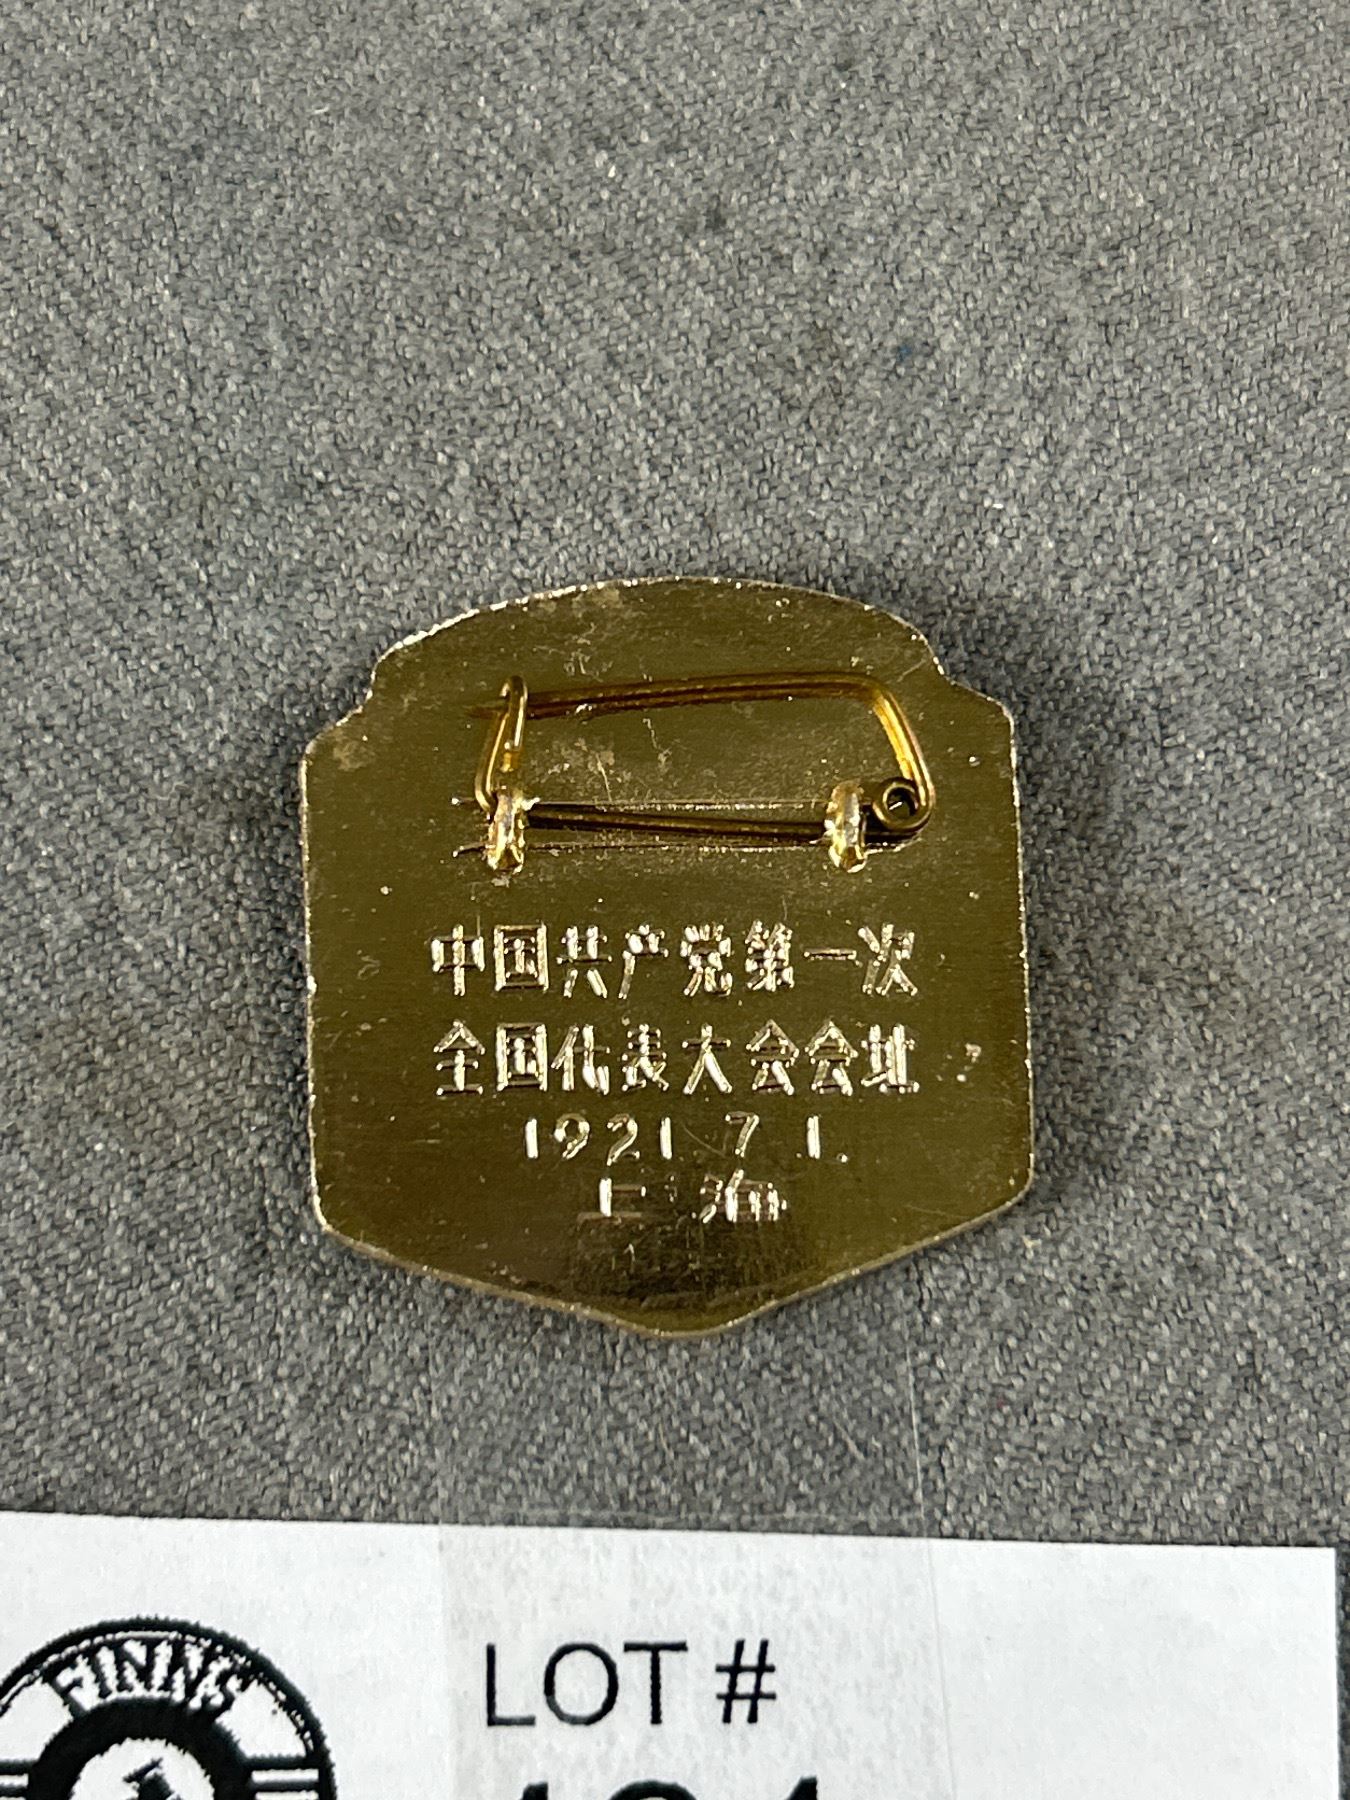 中国共产党第一次
全国代表大会会址
1921.7.1.
上海
LOT #
FINNS